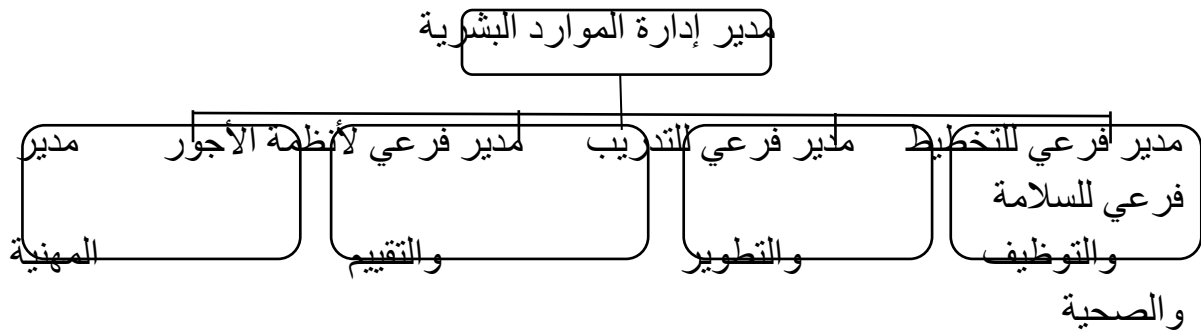 مدير إدارة الموارد البشرية
مدير فرعي للتخطيط مدير فرعي للتدريب مدير فرعي لأنظمة الأجور مدير
فرعي للسلامة
والتوظيف والتطوير والتقييم المهنية
والصحية